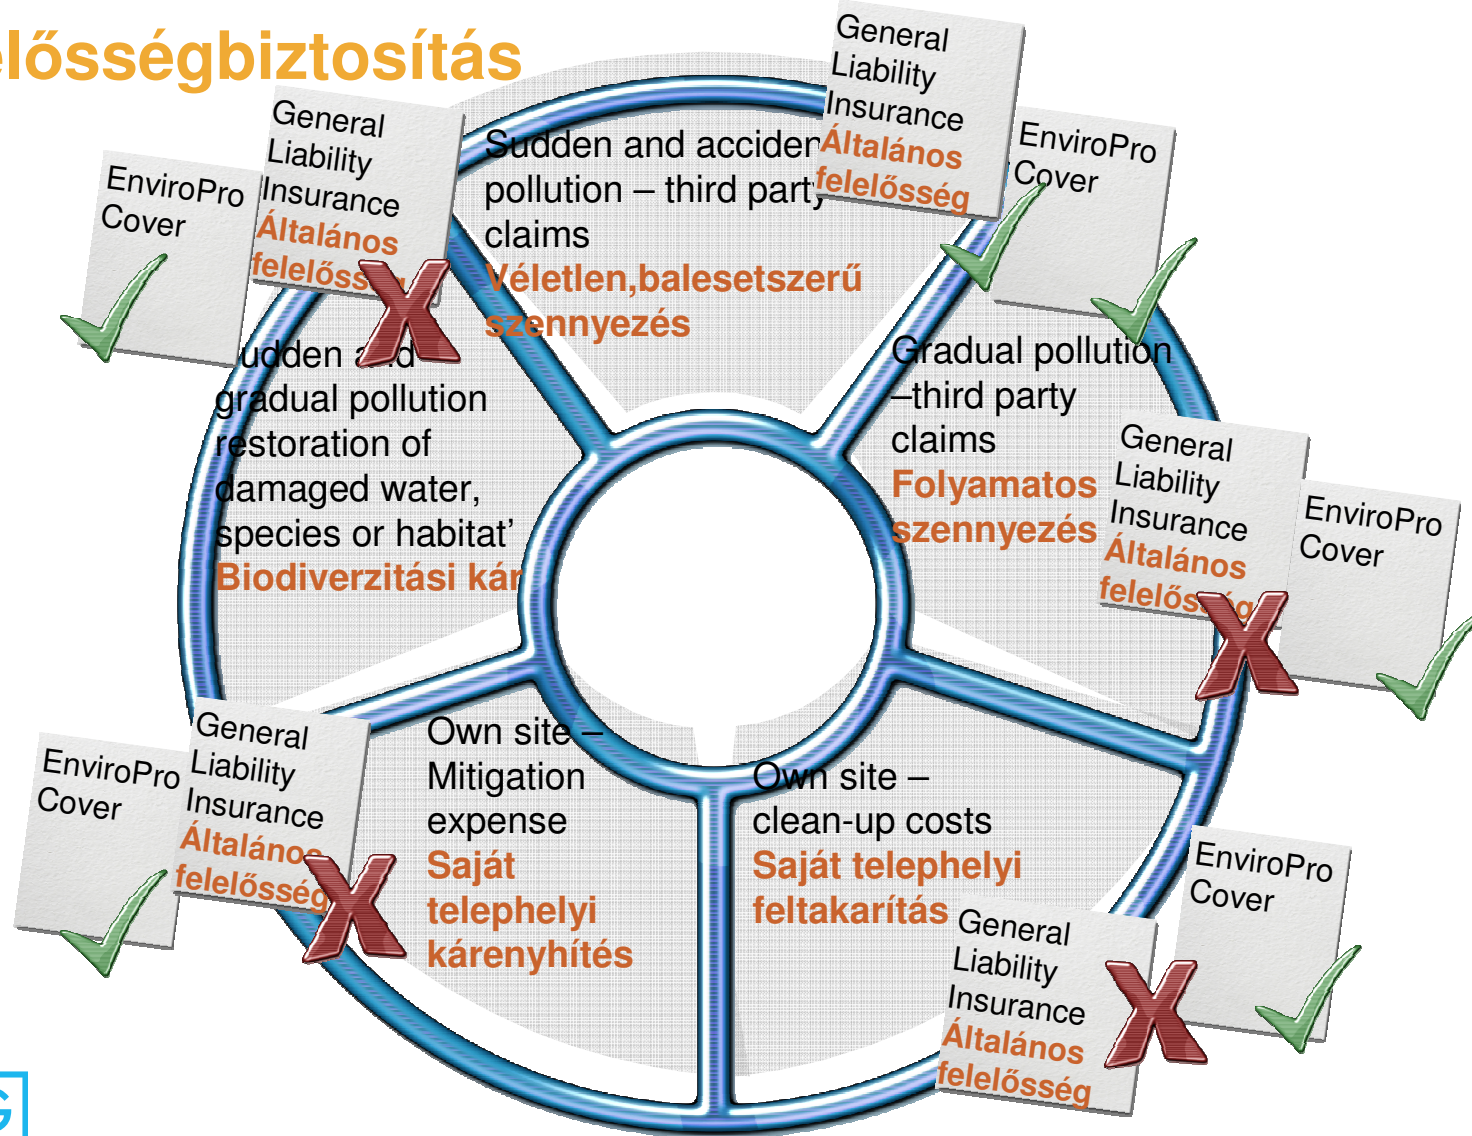 elősségbiztosítás
General
Liability
Insurance
Általános
felelősség
EnviroPro
Cover
Sudden and acciden
pollution – third party
claims
Véletlen,balesetszerű
szennyezés
General
Liability
Insurance
Általános
felelősség
EnviroPro
Cover
udden and
gradual pollution
restoration of
damaged water,
species or habitat’
Biodiverzitási kár
Gradual pollution
–third party
claims
Folyamatos
szennyezés
General
Liability
Insurance
Általános
felelősség
EnviroPro
Cover
General
Liability
Insurance
Általános
felelősség
EnviroPro
Cover
Own site –
Mitigation
expense
Saját
telephelyi
kárenyhítés
Own site –
clean-up costs
Saját telephelyi
feltakarítás
EnviroPro
Cover
General
Liability
Insurance
Általános
felelősség
G